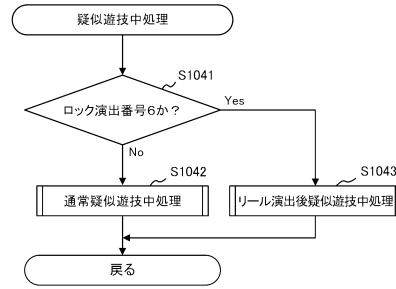 疑似遊技中処理
S1041
ロック演出番号6か？
Yes
No
S1042
通常疑似遊技中処理
S1043
リール演出後疑似遊技中処理
戻る